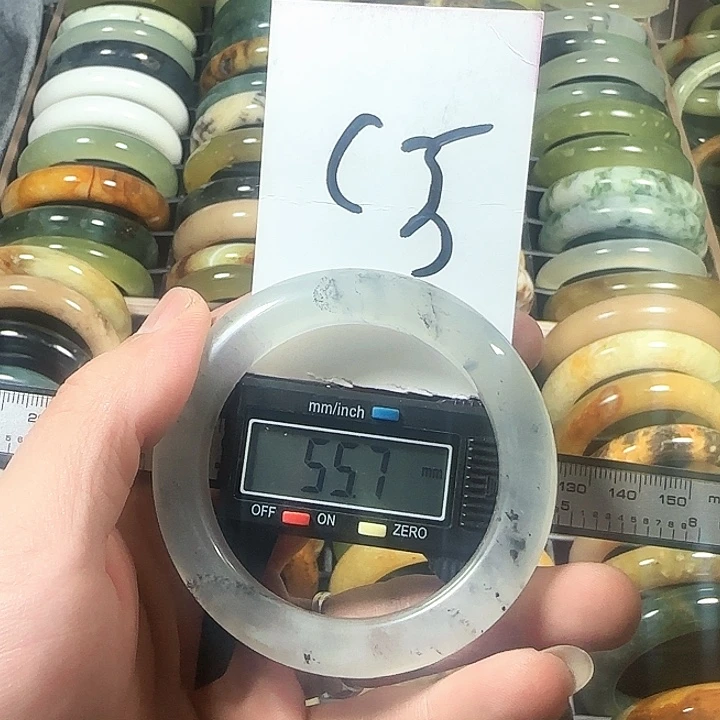 C5
mm/inch
55.7 mm
OFF ON ZERO
130 140 150 m